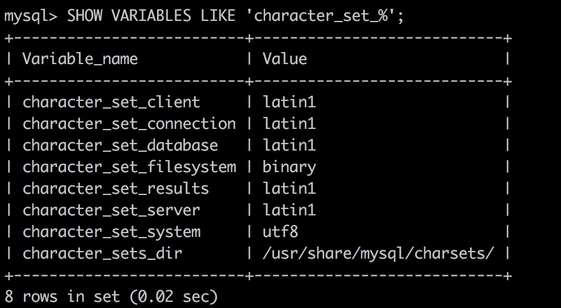 mysql> SHOW VARIABLES LIKE 'character_set_%';
+--------------------------+----------------------------+
| Variable_name            | Value                      |
+--------------------------+----------------------------+
| character_set_client     | latin1                     |
| character_set_connection | latin1                     |
| character_set_database   | latin1                     |
| character_set_filesystem | binary                     |
| character_set_results    | latin1                     |
| character_set_server     | latin1                     |
| character_set_system     | utf8                       |
| character_sets_dir       | /usr/share/mysql/charsets/ |
+--------------------------+----------------------------+
8 rows in set (0.02 sec)